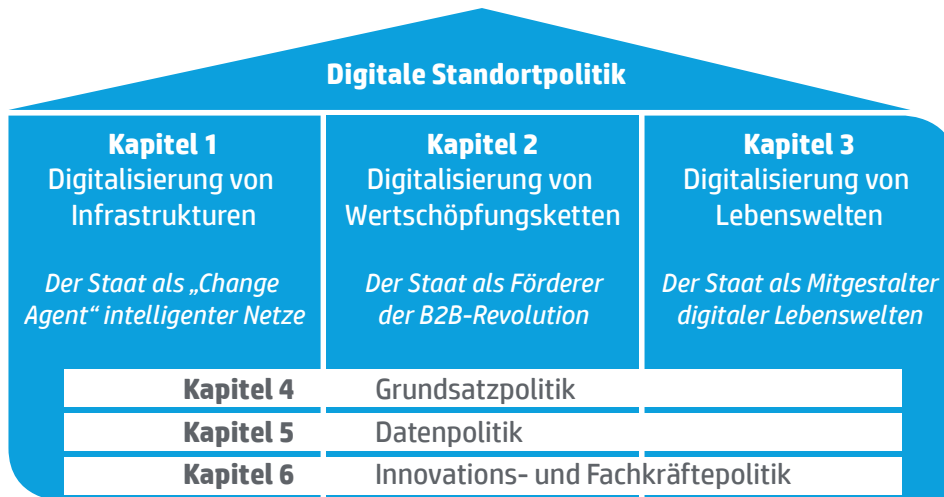 Digitale Standortpolitik
Kapitel 1
Digitalisierung von
Infrastrukturen
Der Staat als „Change
Agent“ intelligenter Netze
Kapitel 2
Digitalisierung von
Wertschöpfungsketten
Der Staat als Förderer
der B2B-Revolution
Kapitel 3
Digitalisierung von
Lebenswelten
Der Staat als Mitgestalter
digitaler Lebenswelten
Kapitel 4 Grundsatzpolitik
Kapitel 5 Datenpolitik
Kapitel 6 Innovations- und Fachkräftepolitik